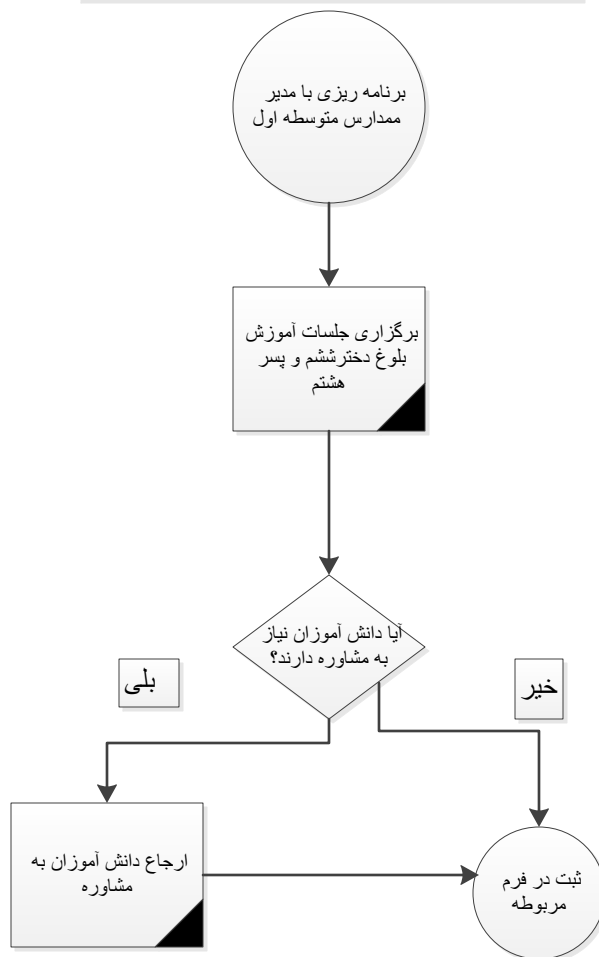 برنامه ریزی با مدیر
ممدارس متوسطه اول
برگزاری جلسات آموزش
بلوغ دخترششم و پسر
هشتم
آیا دانش آموزان نیاز
به مشاوره دارند؟
بلی
خیر
ارجاع دانش آموزان به
مشاوره
ثبت در فرم
مربوطه